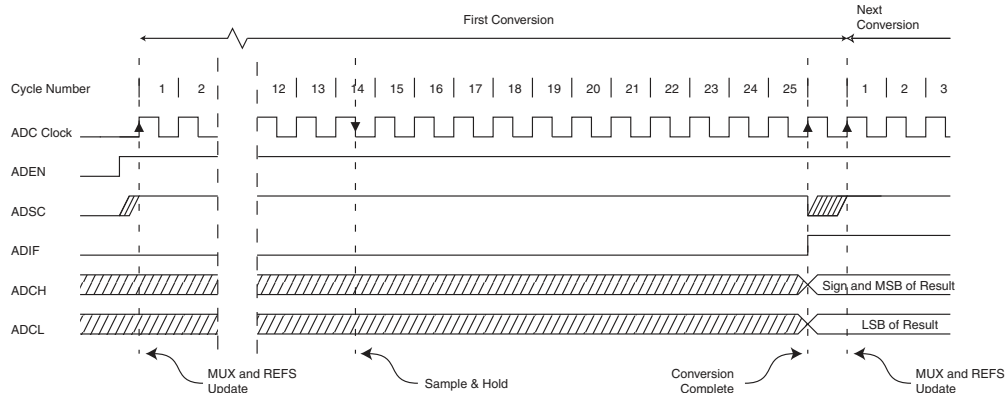 First Conversion
Next
Conversion
Cycle Number 1 2 12 13 14 15 16 17 18 19 20 21 22 23 24 25 1 2 3
ADC Clock
ADEN
ADSC
ADIF
ADCH Sign and MSB of Result
ADCL LSB of Result
MUX and REFS
Update
Sample & Hold
Conversion
Complete
MUX and REFS
Update